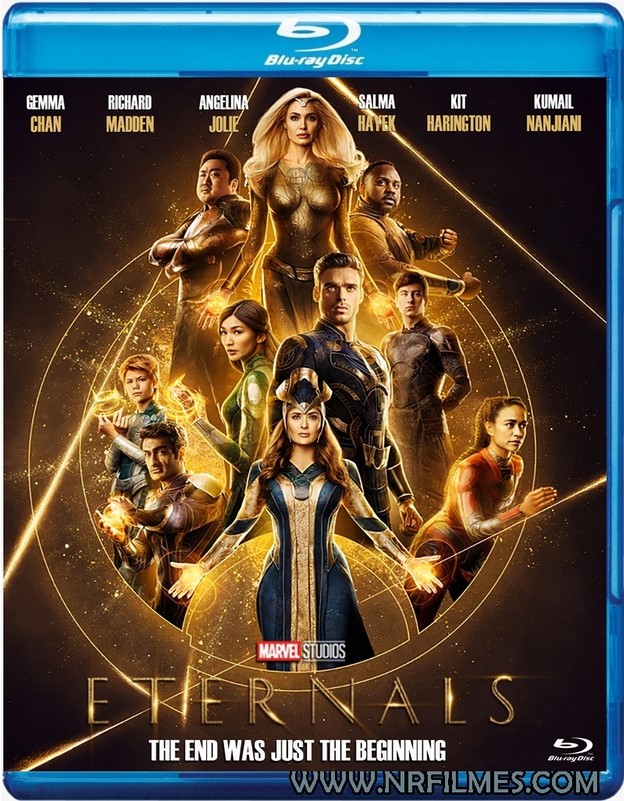 Blu-ray Disc
GEMMA CHAN
RICHARD MADDEN
ANGELINA JOLIE
SALMA HAYEK
KIT HARINGTON
KUMAIL NANJIANI
MARVEL STUDIOS
ETERNALS
THE END WAS JUST THE BEGINNING
Blu-ray Disc
WWW.NRFILMES.COM